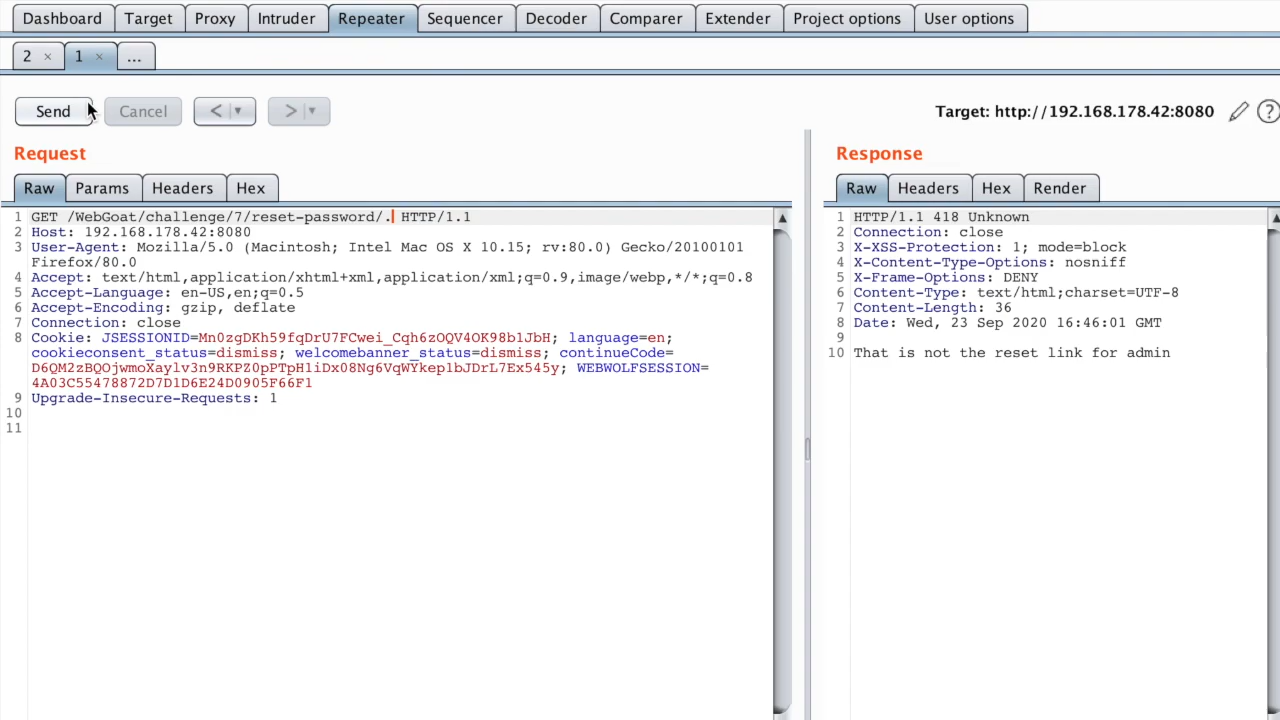 Dashboard Target Proxy Intruder Repeater Sequencer Decoder Comparer Extender Project options User options
2 × 1 × ...
Send Cancel < > Target: http://192.168.178.42:8080 ?
Request
Raw Params Headers Hex
1 GET /WebGoat/challenge/7/reset-password/. HTTP/1.1
2 Host: 192.168.178.42:8080
3 User-Agent: Mozilla/5.0 (Macintosh; Intel Mac OS X 10.15; rv:80.0) Gecko/20100101
Firefox/80.0
4 Accept: text/html,application/xhtml+xml,application/xml;q=0.9,image/webp,*/*;q=0.8
5 Accept-Language: en-US,en;q=0.5
6 Accept-Encoding: gzip, deflate
7 Connection: close
8 Cookie: JSESSIONID=Mn0zgDKh59fqDrU7FCwei_Cqh6zOQV4OK98b1JbH; language=en;
cookieconsent_status=dismiss; welcomebanner_status=dismiss; continueCode=
D6QM2zBQOjwmoXaylv3n9RKPZ0pPTpH1iDx08Ng6VqWYkep1bJDrL7Ex545y; WEBWOLFSESSION=
4A03C55478872D7D1D6E24D0905F66F1
9 Upgrade-Insecure-Requests: 1
10
11
Response
Raw Headers Hex Render
1 HTTP/1.1 418 Unknown
2 Connection: close
3 X-XSS-Protection: 1; mode=block
4 X-Content-Type-Options: nosniff
5 X-Frame-Options: DENY
6 Content-Type: text/html;charset=UTF-8
7 Content-Length: 36
8 Date: Wed, 23 Sep 2020 16:46:01 GMT
9
10 That is not the reset link for admin